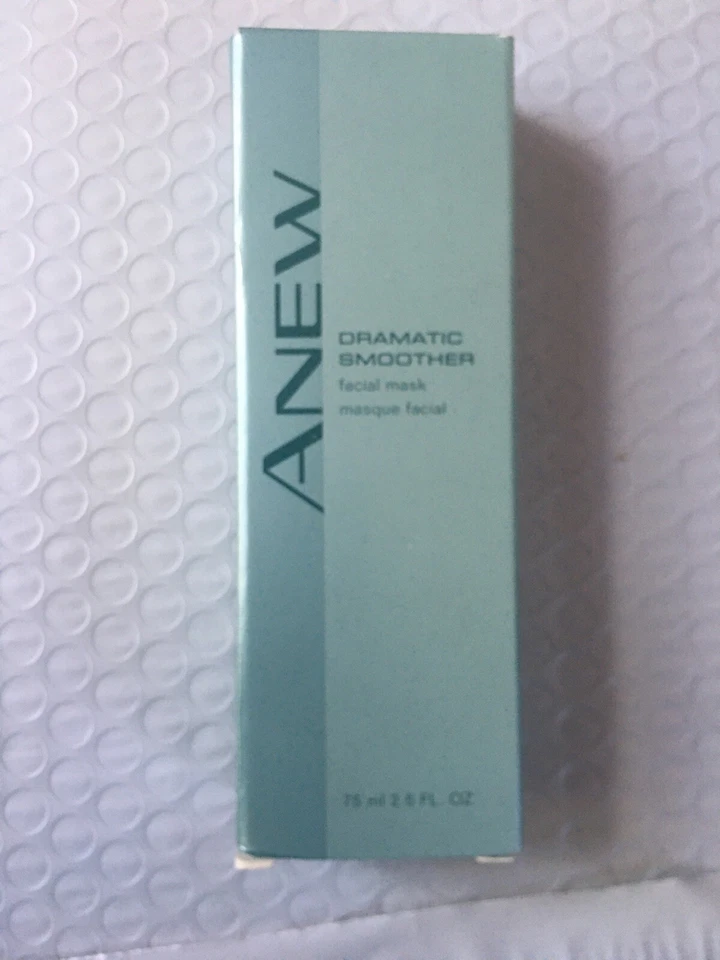 ANEW
DRAMATIC
SMOOTHER
facial mask
masque facial
75 ml 2.5 FL. OZ